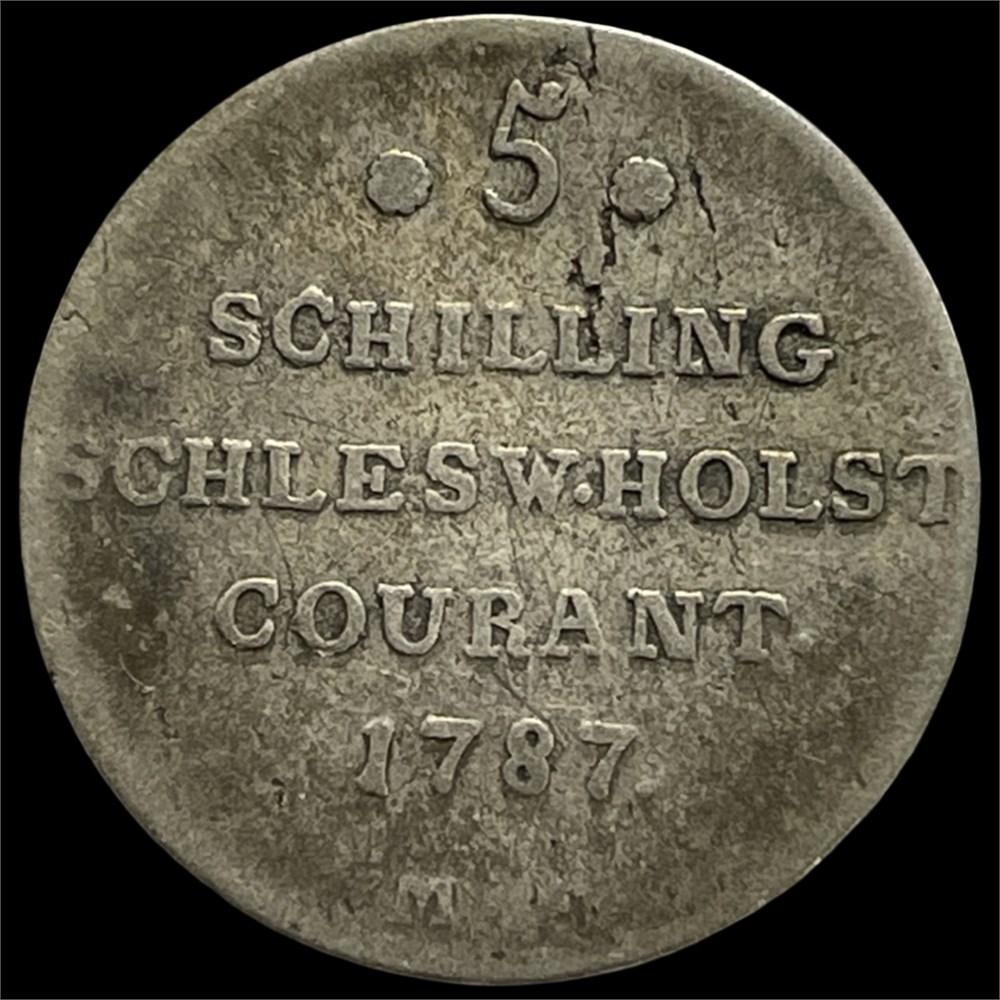 5
SCHILLING
SCHLESW·HOLST
COURANT
1787
M